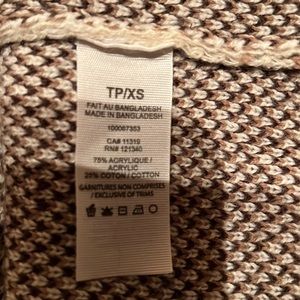 TP/XS
FAIT AU BANGLADESH
MADE IN BANGLADESH
100067353
CA# 11319
RN# 121340
75% ACRYLIQUE /
ACRYLIC
25% COTON / COTTON
GARNITURES NON COMPRISES
/ EXCLUSIVE OF TRIMS